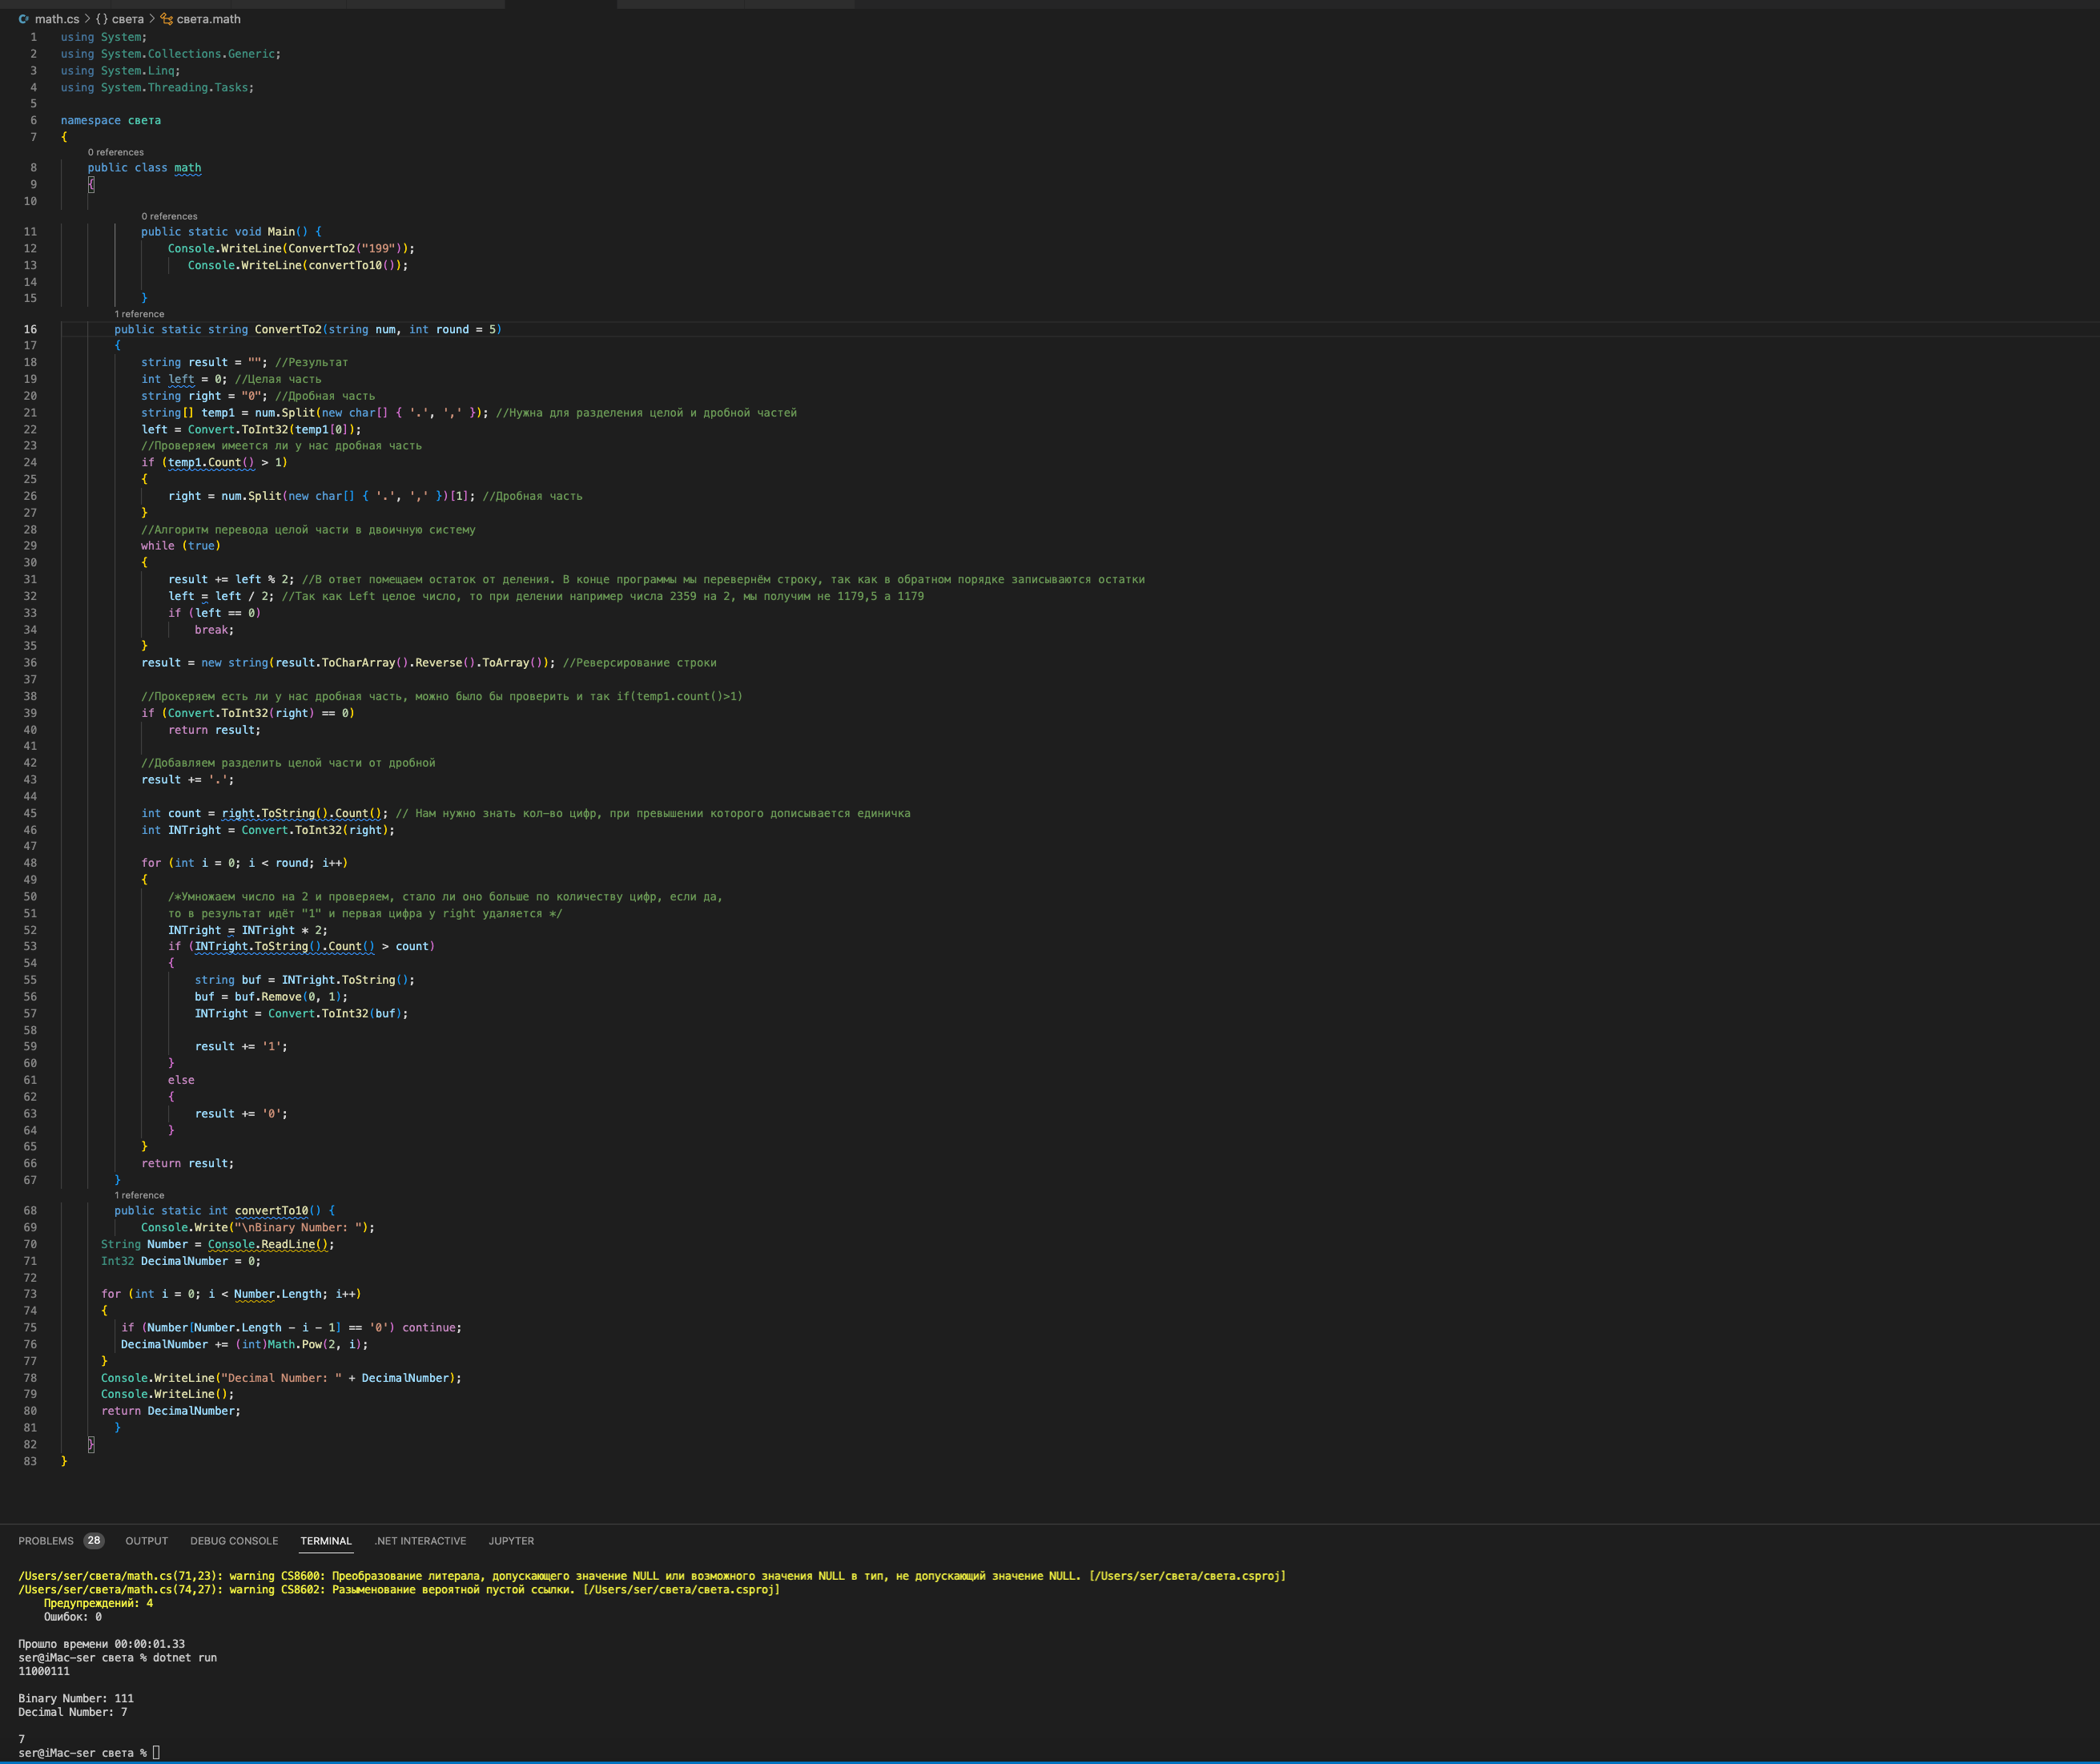 math.cs > {} света > света.math
1 using System;
2 using System.Collections.Generic;
3 using System.Linq;
4 using System.Threading.Tasks;
5
6 namespace света
7 {
0 references
8 public class math
9 {
10
0 references
11 public static void Main() {
12 Console.WriteLine(ConvertTo2("199"));
13 Console.WriteLine(convertTo10());
14
15 }
1 reference
16 public static string ConvertTo2(string num, int round = 5)
17 {
18 string result = ""; //Результат
19 int left = 0; //Целая часть
20 string right = "0"; //Дробная часть
21 string[] temp1 = num.Split(new char[] { '.', ',' }); //Нужна для разделения целой и дробной частей
22 left = Convert.ToInt32(temp1[0]);
23 //Проверяем имеется ли у нас дробная часть
24 if (temp1.Count() > 1)
25 {
26 right = num.Split(new char[] { '.', ',' })[1]; //Дробная часть
27 }
28 //Алгоритм перевода целой части в двоичную систему
29 while (true)
30 {
31 result += left % 2; //В ответ помещаем остаток от деления. В конце программы мы перевернём строку, так как в обратном порядке записываются остатки
32 left = left / 2; //Так как Left целое число, то при делении например числа 2359 на 2, мы получим не 1179,5 а 1179
33 if (left == 0)
34 break;
35 }
36 result = new string(result.ToCharArray().Reverse().ToArray()); //Реверсирование строки
37
38 //Прокеряем есть ли у нас дробная часть, можно было бы проверить и так if(temp1.count()>1)
39 if (Convert.ToInt32(right) == 0)
40 return result;
41
42 //Добавляем разделить целой части от дробной
43 result += '.';
44
45 int count = right.ToString().Count(); // Нам нужно знать кол-во цифр, при превышении которого дописывается единичка
46 int INTright = Convert.ToInt32(right);
47
48 for (int i = 0; i < round; i++)
49 {
50 /*Умножаем число на 2 и проверяем, стало ли оно больше по количеству цифр, если да,
51 то в результат идёт "1" и первая цифра у right удаляется */
52 INTright = INTright * 2;
53 if (INTright.ToString().Count() > count)
54 {
55 string buf = INTright.ToString();
56 buf = buf.Remove(0, 1);
57 INTright = Convert.ToInt32(buf);
58
59 result += '1';
60 }
61 else
62 {
63 result += '0';
64 }
65 }
66 return result;
67 }
1 reference
68 public static int convertTo10() {
69 Console.Write("\nBinary Number: ");
70 String Number = Console.ReadLine();
71 Int32 DecimalNumber = 0;
72
73 for (int i = 0; i < Number.Length; i++)
74 {
75 if (Number[Number.Length - i - 1] == '0') continue;
76 DecimalNumber += (int)Math.Pow(2, i);
77 }
78 Console.WriteLine("Decimal Number: " + DecimalNumber);
79 Console.WriteLine();
80 return DecimalNumber;
81 }
82 }
83 }
PROBLEMS 28 OUTPUT DEBUG CONSOLE TERMINAL .NET INTERACTIVE JUPYTER
/Users/ser/света/math.cs(71,23): warning CS8600: Преобразование литерала, допускающего значение NULL или возможного значения NULL в тип, не допускающий значение NULL. [/Users/ser/света/света.csproj]
/Users/ser/света/math.cs(74,27): warning CS8602: Разыменование вероятной пустой ссылки. [/Users/ser/света/света.csproj]
Предупреждений: 4
Ошибок: 0
Прошло времени 00:00:01.33
ser@iMac-ser света % dotnet run
11000111
Binary Number: 111
Decimal Number: 7
7
ser@iMac-ser света %